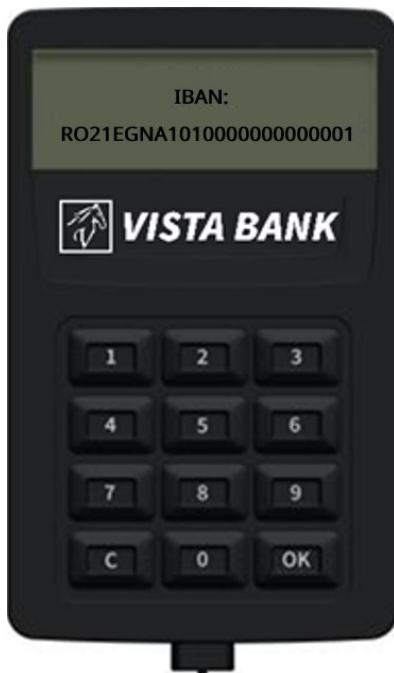 IBAN:
RO21EGNA1010000000000001
VISTA BANK
1 2 3
4 5 6
7 8 9
C 0 OK